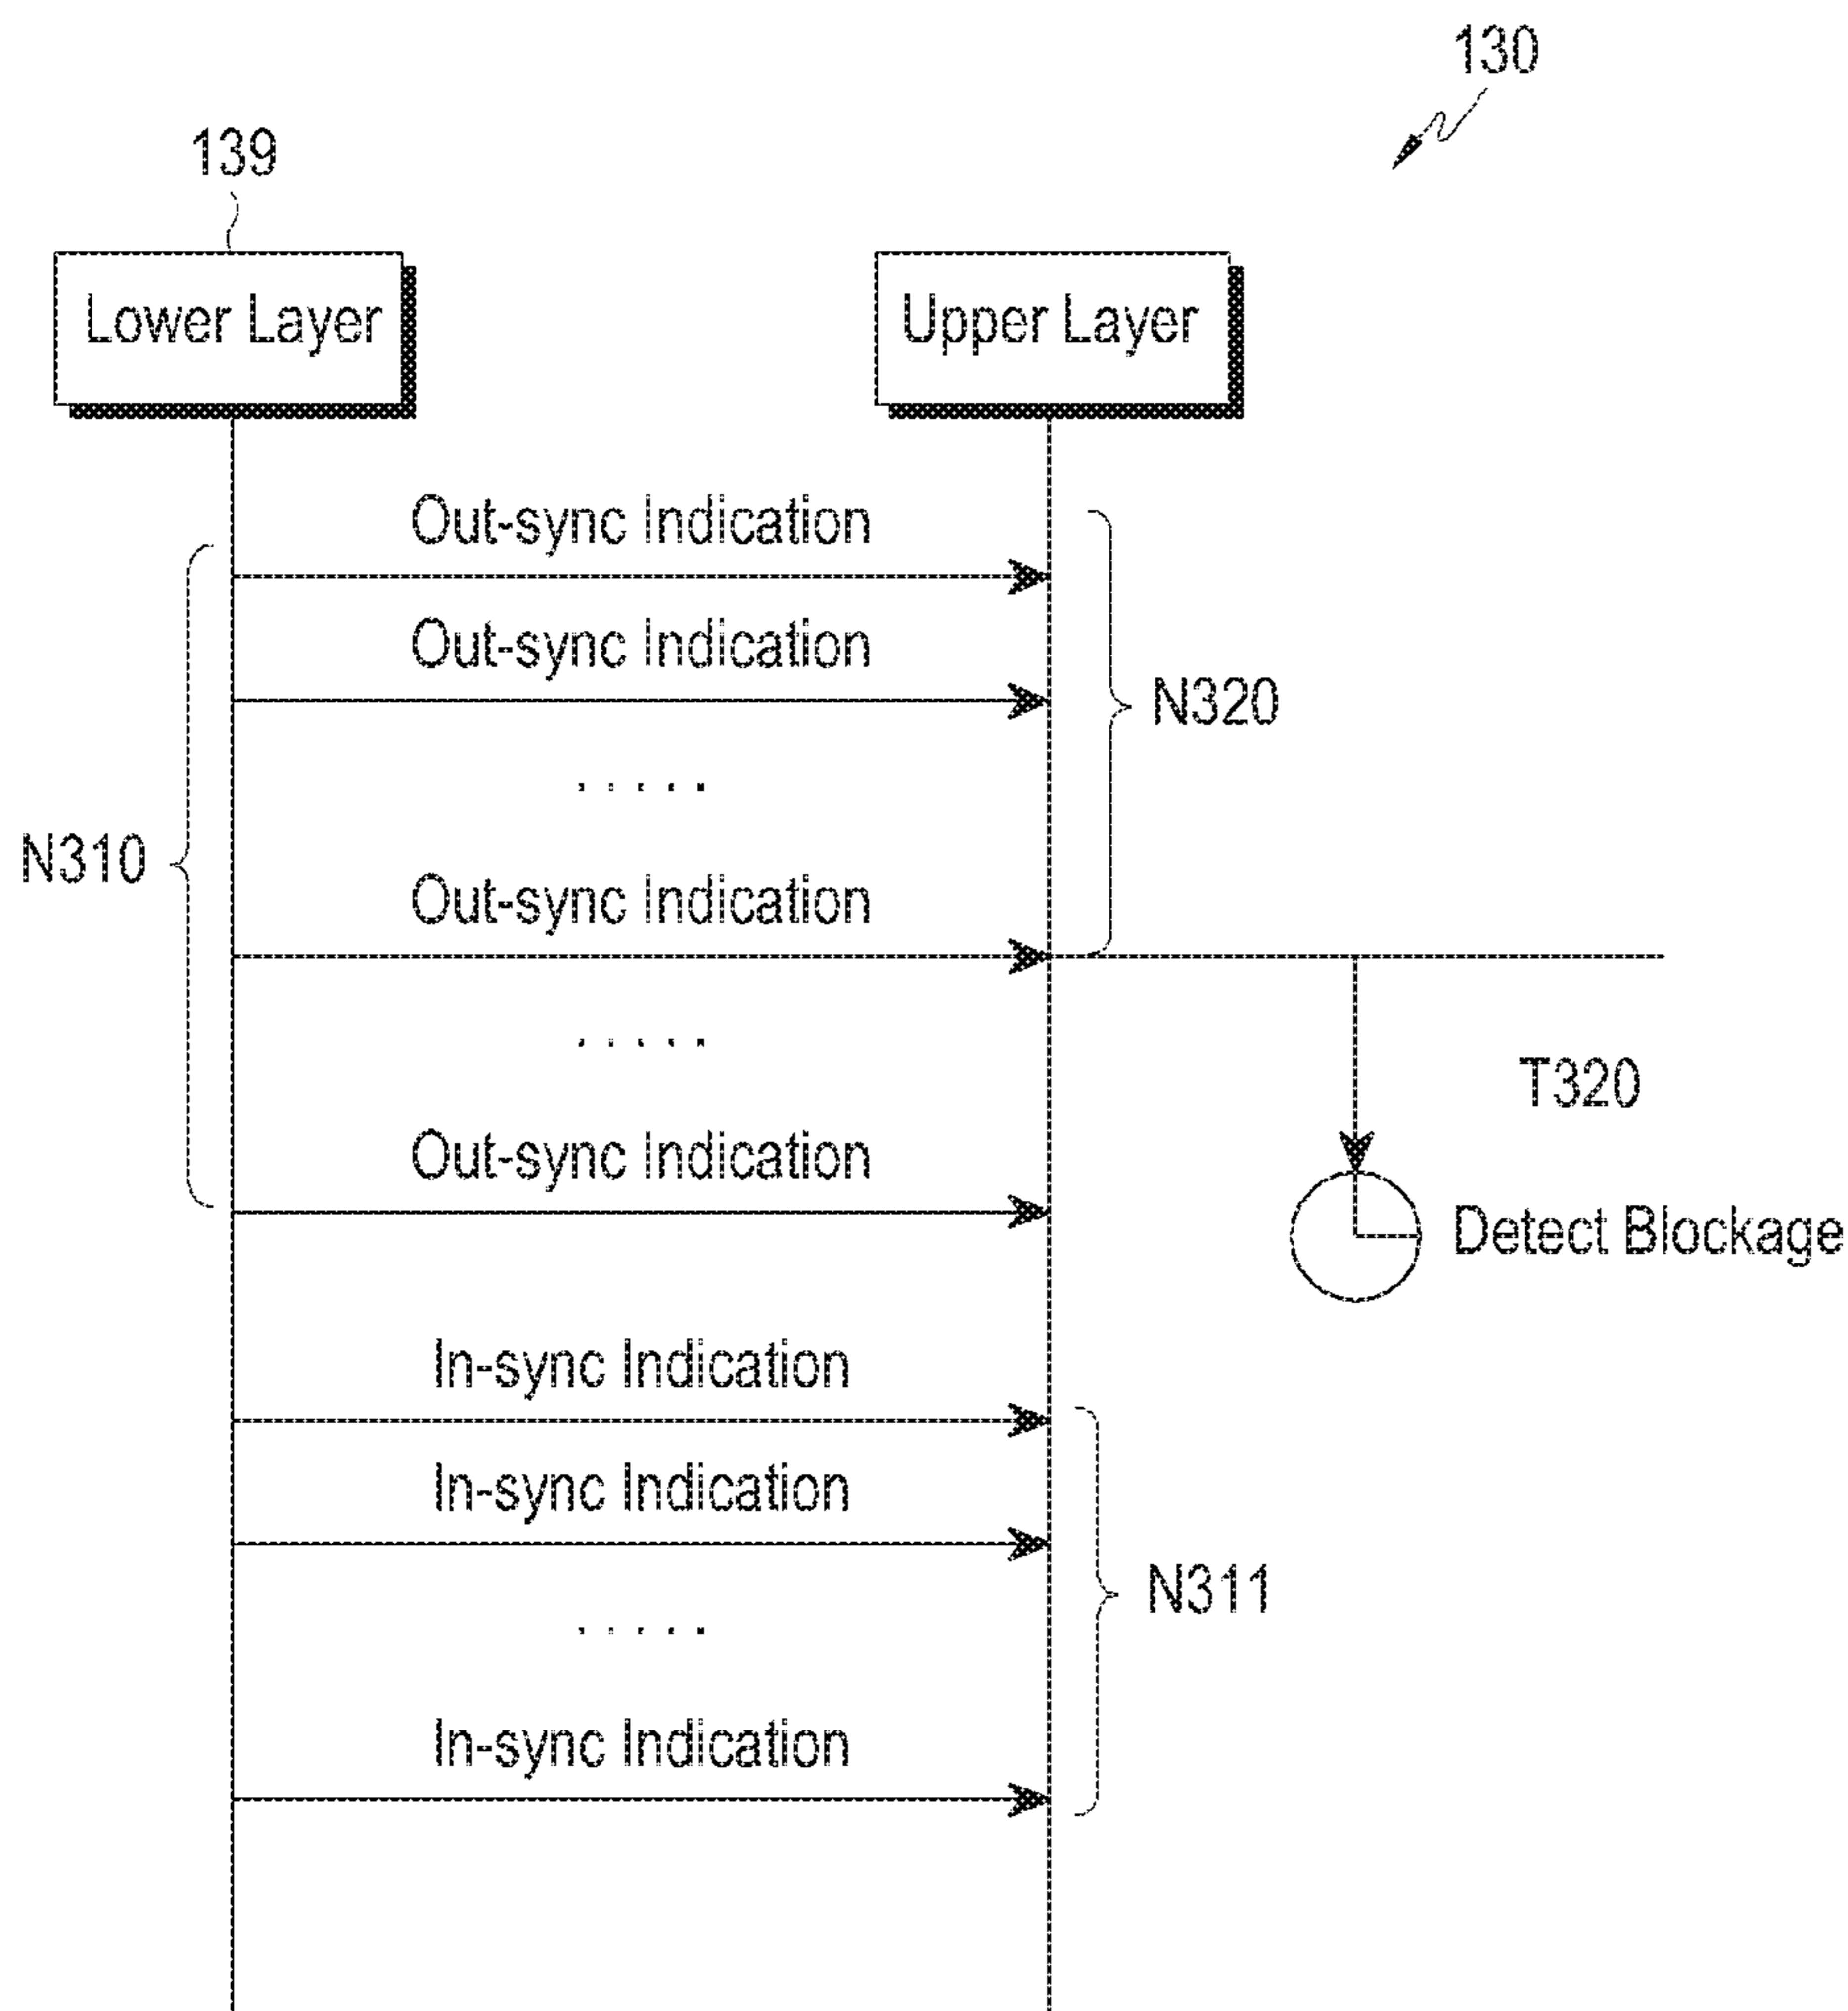 130
139
Lower Layer
Upper Layer
Out-sync Indication
Out-sync Indication
N320
. . . . .
N310
Out-sync Indication
. . . . .
T320
Out-sync Indication
Detect Blockage
In-sync Indication
In-sync Indication
N311
. . . . .
In-sync Indication